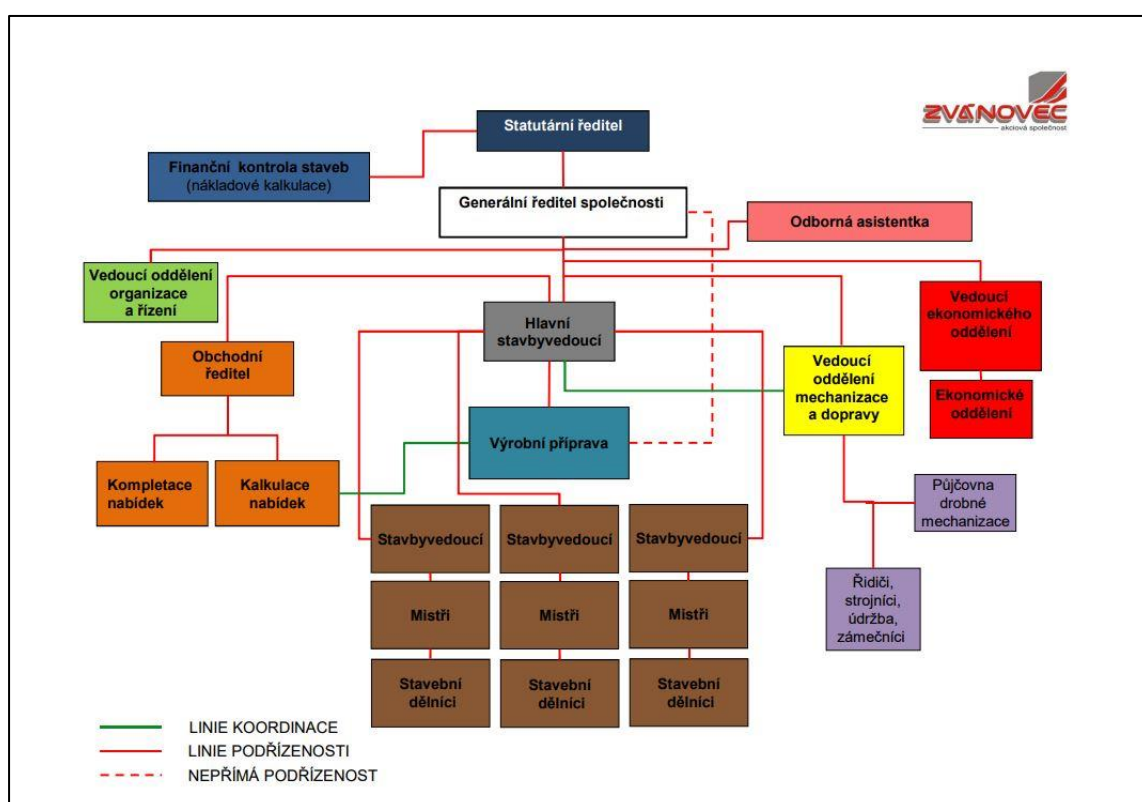 ZVÁNOVEC
akciová společnost
Statutární ředitel
Finanční kontrola staveb
(nákladové kalkulace)
Generální ředitel společnosti
Odborná asistentka
Vedoucí oddělení
organizace
a řízení
Vedoucí
ekonomického
oddělení
Hlavní
stavbyvedoucí
Obchodní
ředitel
Vedoucí
oddělení
mechanizace
a dopravy
Ekonomické
oddělení
Výrobní příprava
Kompletace
nabídek
Kalkulace
nabídek
Půjčovna
drobné
mechanizace
Stavbyvedoucí
Stavbyvedoucí
Stavbyvedoucí
Řidiči,
strojníci,
údržba,
zámečníci
Mistři
Mistři
Mistři
Stavební
dělníci
Stavební
dělníci
Stavební
dělníci
LINIE KOORDINACE
LINIE PODŘÍZENOSTI
NEPŘÍMÁ PODŘÍZENOST